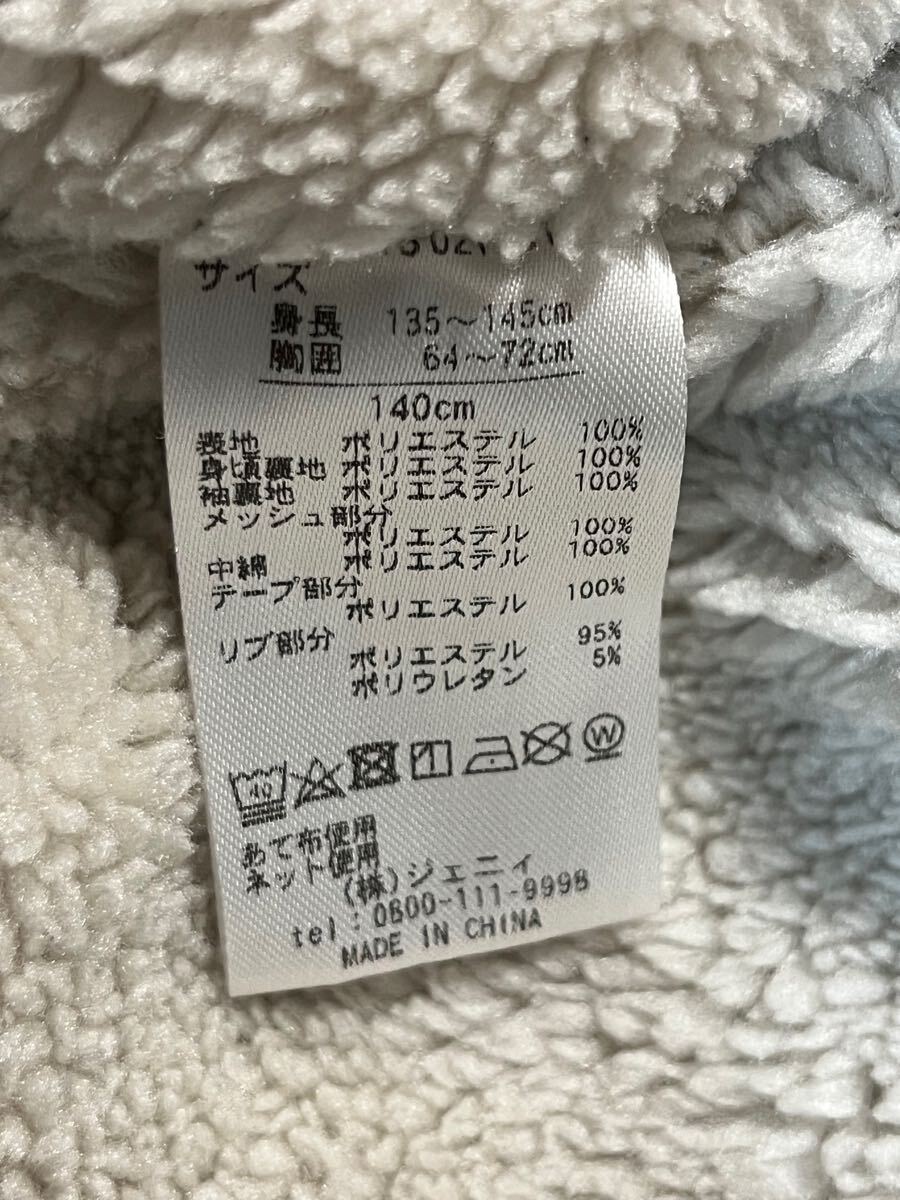 サイズ
身長 135～145cm
胸囲 64～72cm
140cm
表地 ポリエステル 100%
身頃裏地 ポリエステル 100%
袖裏地 ポリエステル 100%
メッシュ部分
ポリエステル 100%
中綿 ポリエステル 100%
テープ部分
ポリエステル 100%
リブ部分
ポリエステル 95%
ポリウレタン 5%
40 W
あて布使用
ネット使用
(株)ジェニィ
tel:0800-111-9998
MADE IN CHINA